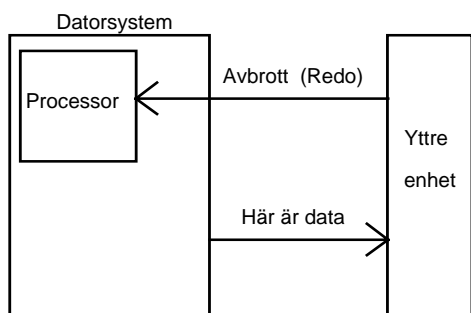 Datorsystem
Processor
Avbrott (Redo)
Yttre
enhet
Här är data